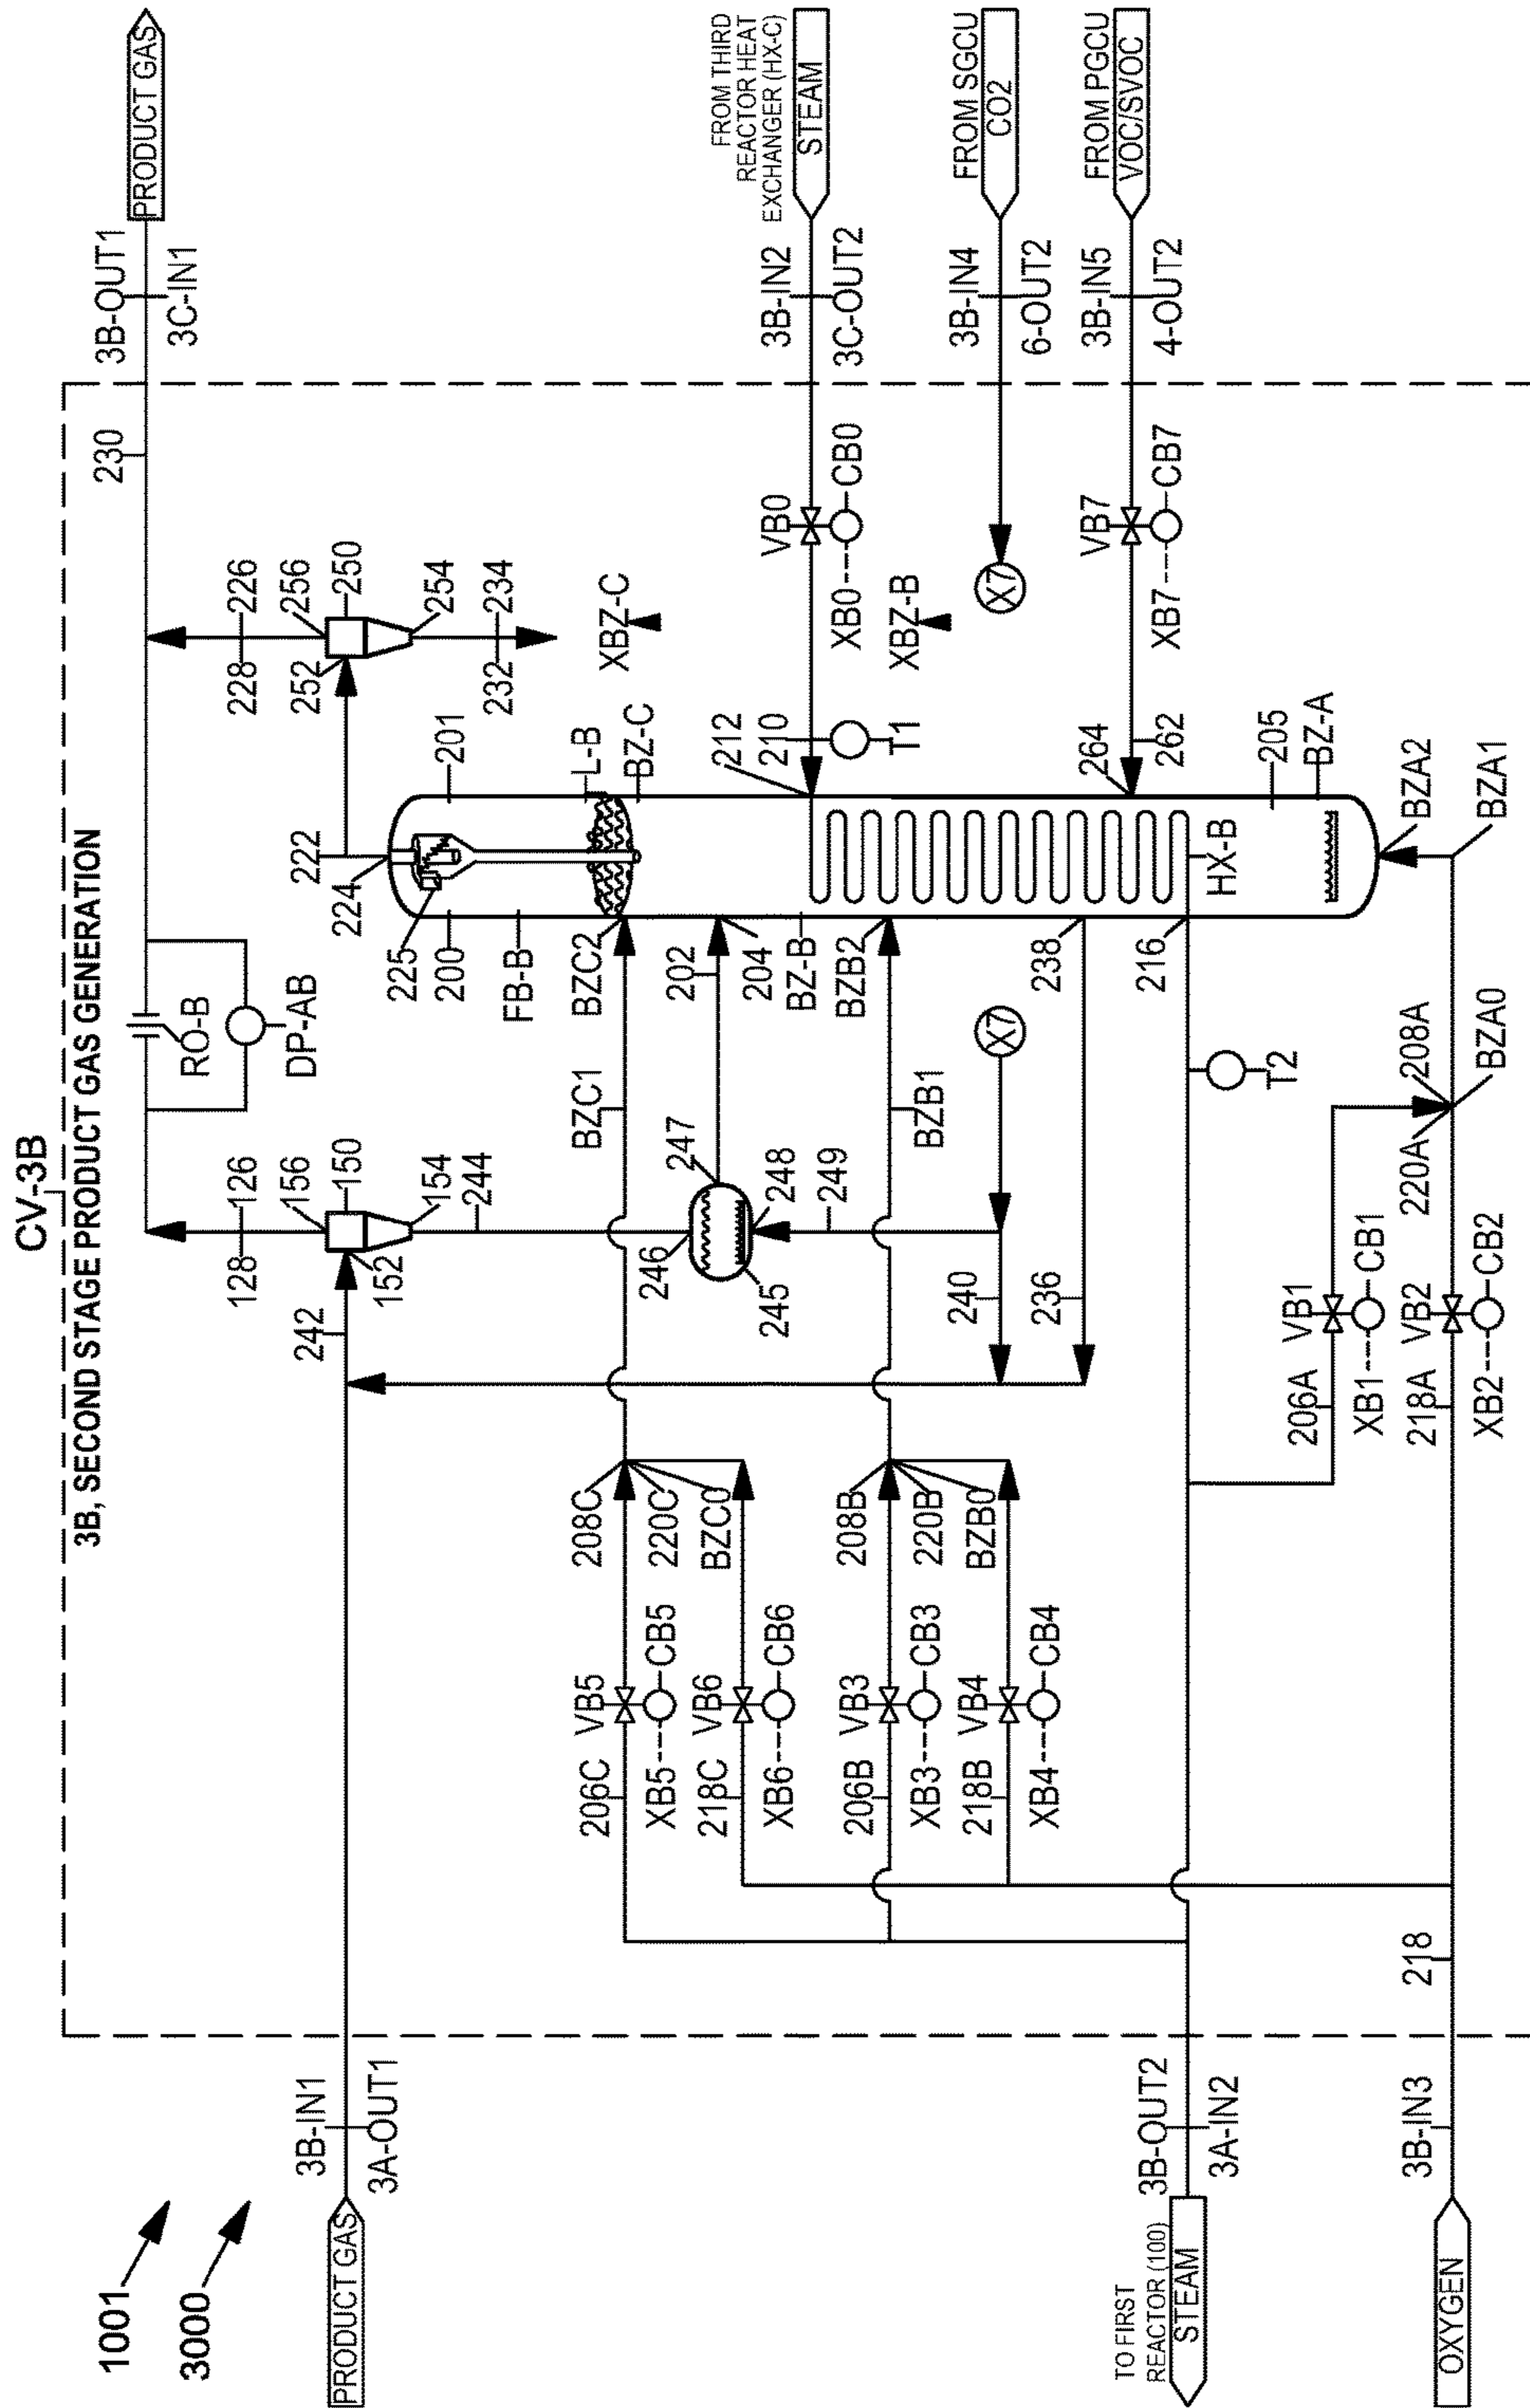 CV-3B
3B, SECOND STAGE PRODUCT GAS GENERATION
1001
3000
PRODUCT GAS
3B-IN1
3A-OUT1
TO FIRST
REACTOR (100)
STEAM
3B-OUT2
3A-IN2
OXYGEN
3B-IN3
218
PRODUCT GAS
3B-OUT1
3C-IN1
230
FROM THIRD
REACTOR HEAT
EXCHANGER (HX-C)
STEAM
3B-IN2
3C-OUT2
FROM SGCU
CO2
3B-IN4
6-OUT2
FROM PGCU
VOC/SVOC
3B-IN5
4-OUT2
RO-B
DP-AB
128
126
156
150
152
154
242
244
246
247
248
245
249
240
236
X7
228
226
256
250
252
254
232
234
222
224
225
200
201
FB-B
L-B
BZ-C
XBZ-C
XBZ-B
BZC2
BZC1
202
204
BZ-B
BZB2
BZB1
238
216
212
210
T1
264
262
205
BZ-A
HX-B
BZA2
BZA1
T2
VB0
XB0
CB0
X7
VB7
XB7
CB7
206C
VB5
XB5
CB5
208C
220C
BZC0
218C
VB6
XB6
CB6
206B
VB3
XB3
CB3
208B
220B
BZB0
218B
VB4
XB4
CB4
206A
VB1
XB1
CB1
218A
VB2
XB2
CB2
220A
208A
BZA0